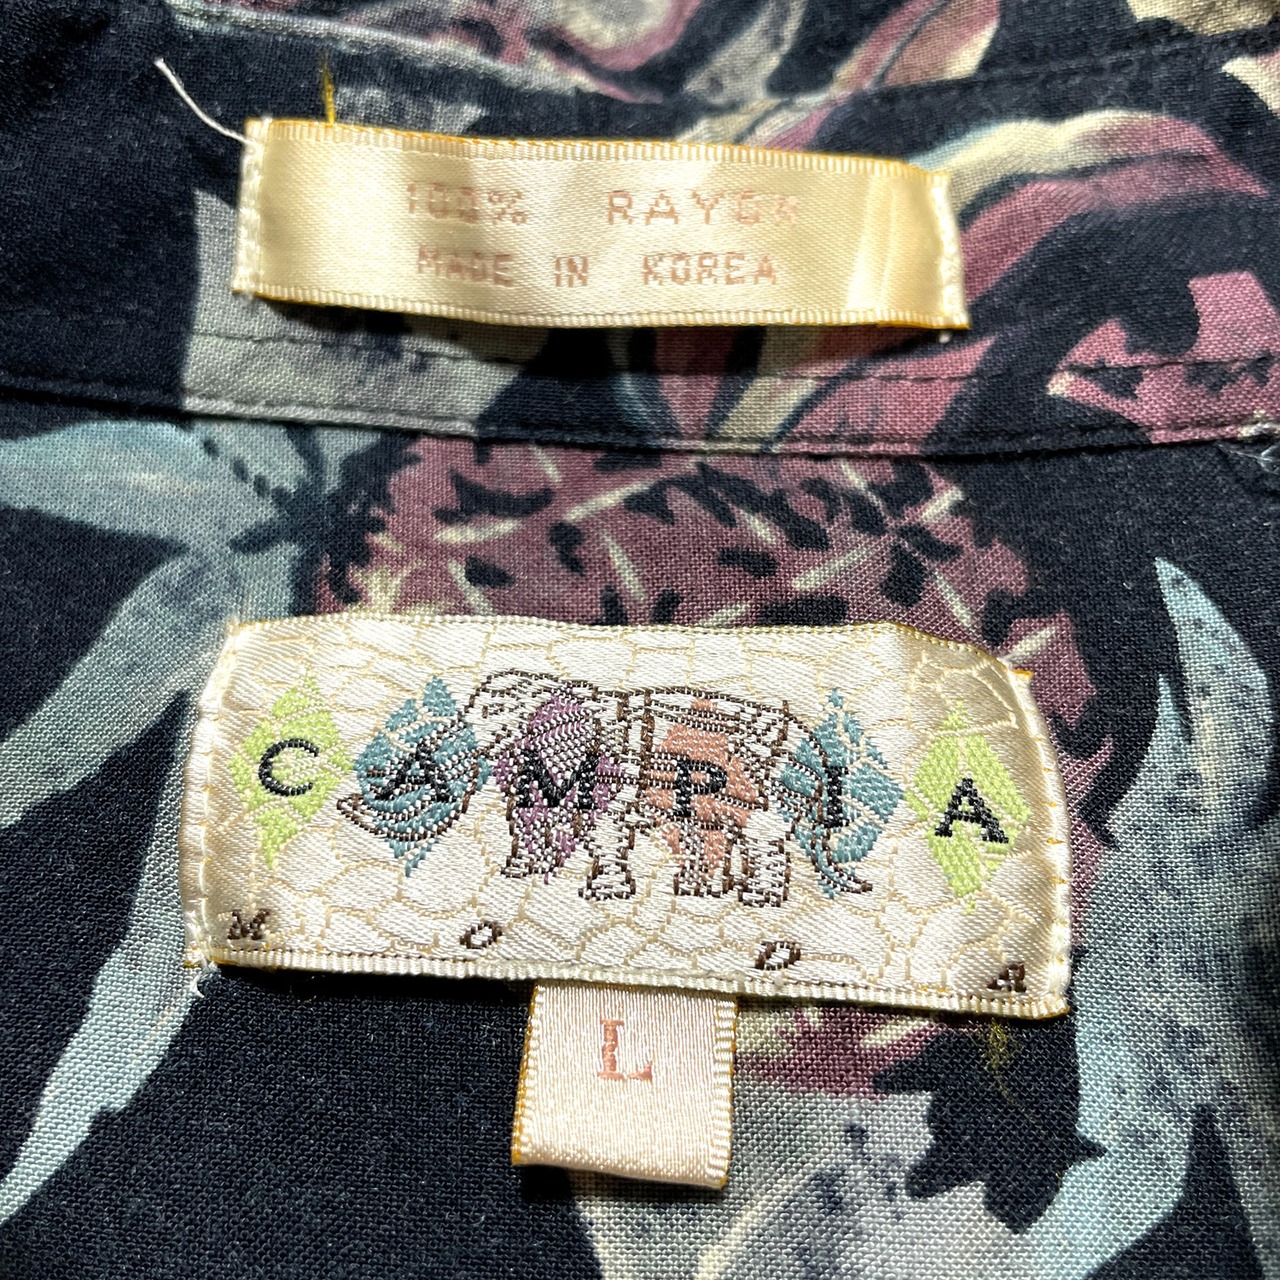 100% RAYON
MADE IN KOREA
CAMPIA
MODA
L